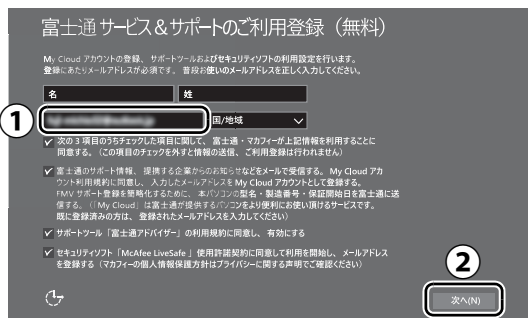 富士通 サービス＆サポートのご利用登録（無料）
My Cloud アカウントの登録、サポートツールおよびセキュリティソフトの利用設定を行います。
登録にあたりメールアドレスが必須です。普段お使いのメールアドレスを正しく入力してください。
名 姓
① 国/地域
次の3項目のうちチェックした項目に関して、富士通・マカフィーが上記情報を利用することに
同意する。（この項目のチェックを外すと情報の送信、ご利用登録は行われません）
富士通のサポート情報、提携する企業からのお知らせなどをメールで受信する。My Cloud アカ
ウント利用規約に同意し、入力したメールアドレスを My Cloud アカウントとして登録する。
FMV サポート登録を簡略化するために、本パソコンの型名・製造番号・保証開始日を富士通に送
信する。（「My Cloud」は富士通が提供するパソコンをより便利にお使い頂けるサービスです。
既に登録済みの方は、登録されたメールアドレスを入力してください）
サポートツール「富士通アドバイザー」の利用規約に同意し、有効にする
セキュリティソフト「McAfee LiveSafe」使用許諾契約に同意して利用を開始し、メールアドレス
を登録する（マカフィーの個人情報保護方針はプライバシーに関する声明でご確認ください）
②
次へ(N)